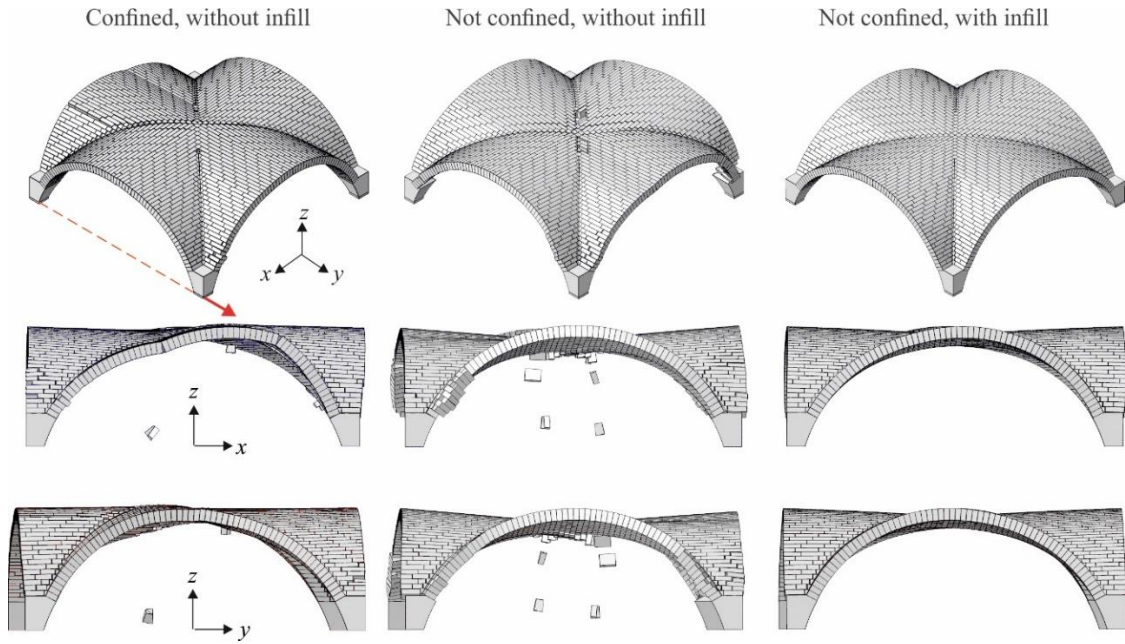 Confined, without infill
Not confined, without infill
Not confined, with infill
z
x
y
z
x
z
y